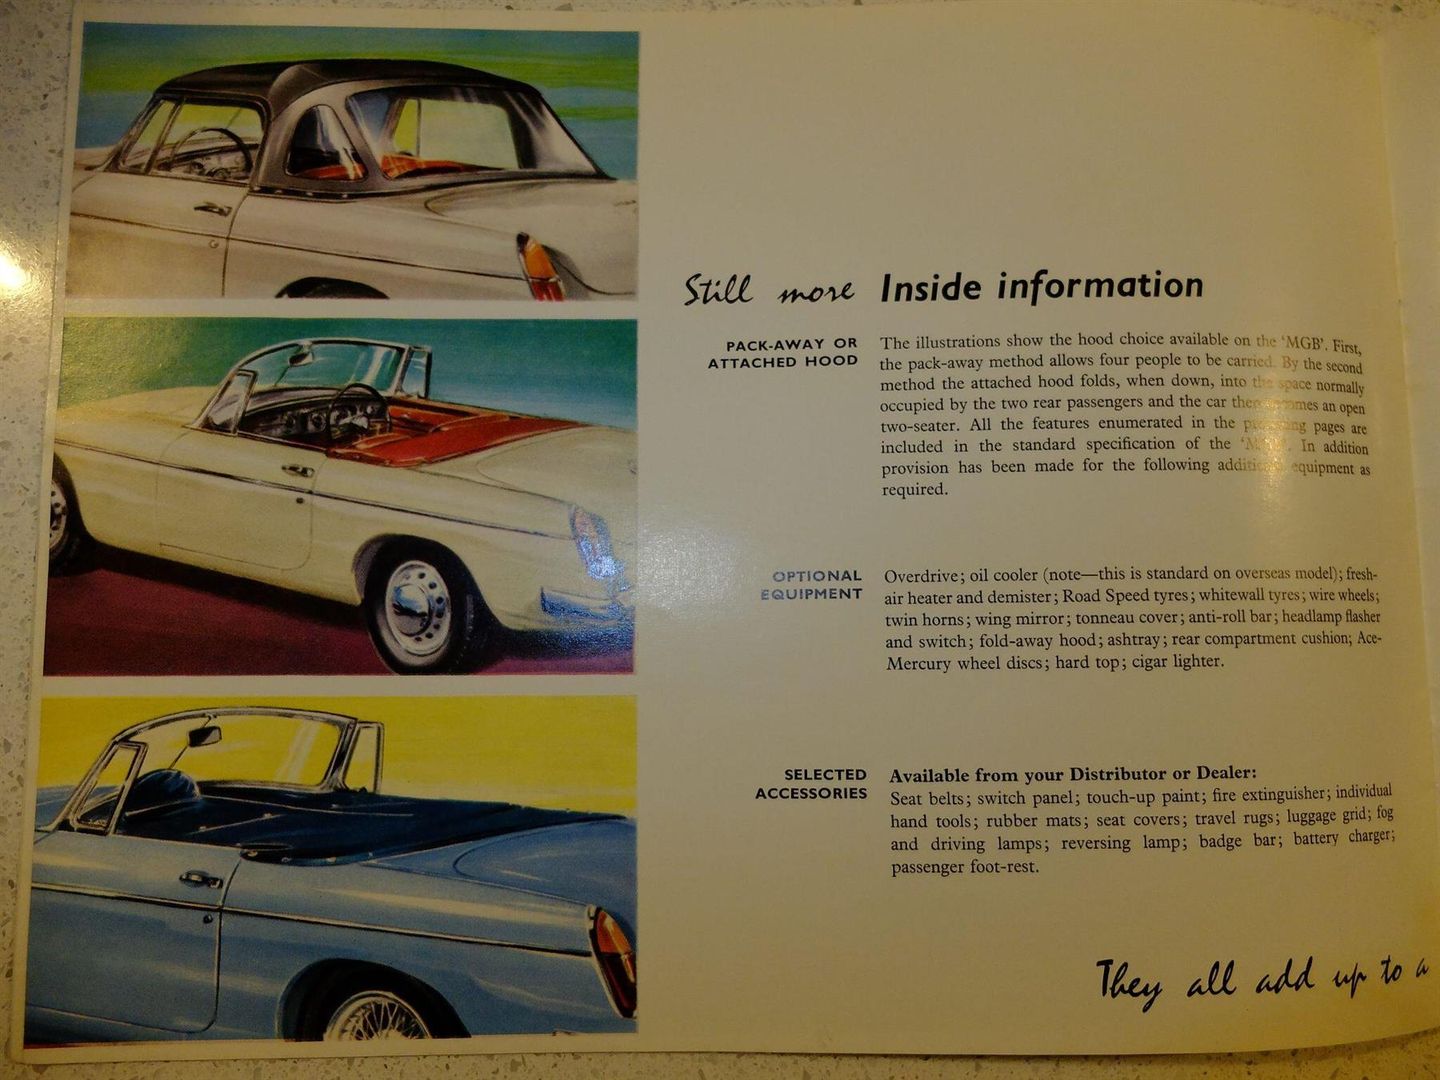 Still more Inside information
PACK-AWAY OR
ATTACHED HOOD
The illustrations show the hood choice available on the 'MGB'. First,
the pack-away method allows four people to be carried. By the second
method the attached hood folds, when down, into the space normally
occupied by the two rear passengers and the car then becomes an open
two-seater. All the features enumerated in the preceding pages are
included in the standard specification of the 'MGB'. In addition
provision has been made for the following additional equipment as
required.
OPTIONAL
EQUIPMENT
Overdrive; oil cooler (note—this is standard on overseas model); fresh-
air heater and demister; Road Speed tyres; whitewall tyres; wire wheels;
twin horns; wing mirror; tonneau cover; anti-roll bar; headlamp flasher
and switch; fold-away hood; ashtray; rear compartment cushion; Ace-
Mercury wheel discs; hard top; cigar lighter.
SELECTED
ACCESSORIES
Available from your Distributor or Dealer:
Seat belts; switch panel; touch-up paint; fire extinguisher; individual
hand tools; rubber mats; seat covers; travel rugs; luggage grid; fog
and driving lamps; reversing lamp; badge bar; battery charger;
passenger foot-rest.
They all add up to a